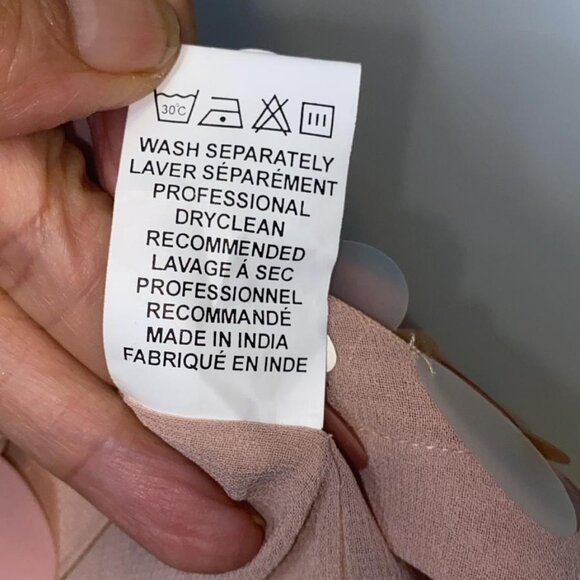 30°C
WASH SEPARATELY
LAVER SÉPARÉMENT
PROFESSIONAL
DRYCLEAN
RECOMMENDED
LAVAGE Á SEC
PROFESSIONNEL
RECOMMANDÉ
MADE IN INDIA
FABRIQUÉ EN INDE